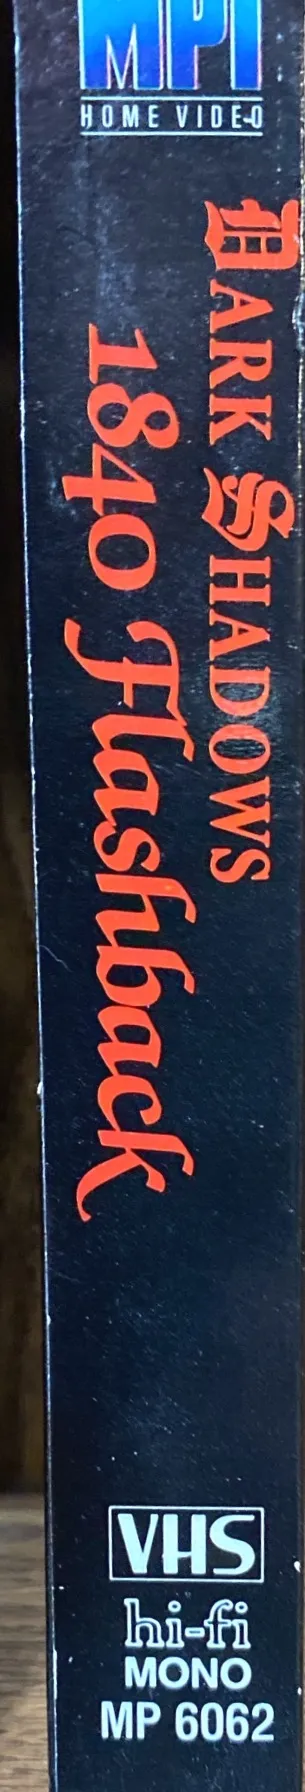 MPI
HOME VIDEO
DARK SHADOWS
1840 Flashback
VHS
hi-fi
MONO
MP 6062